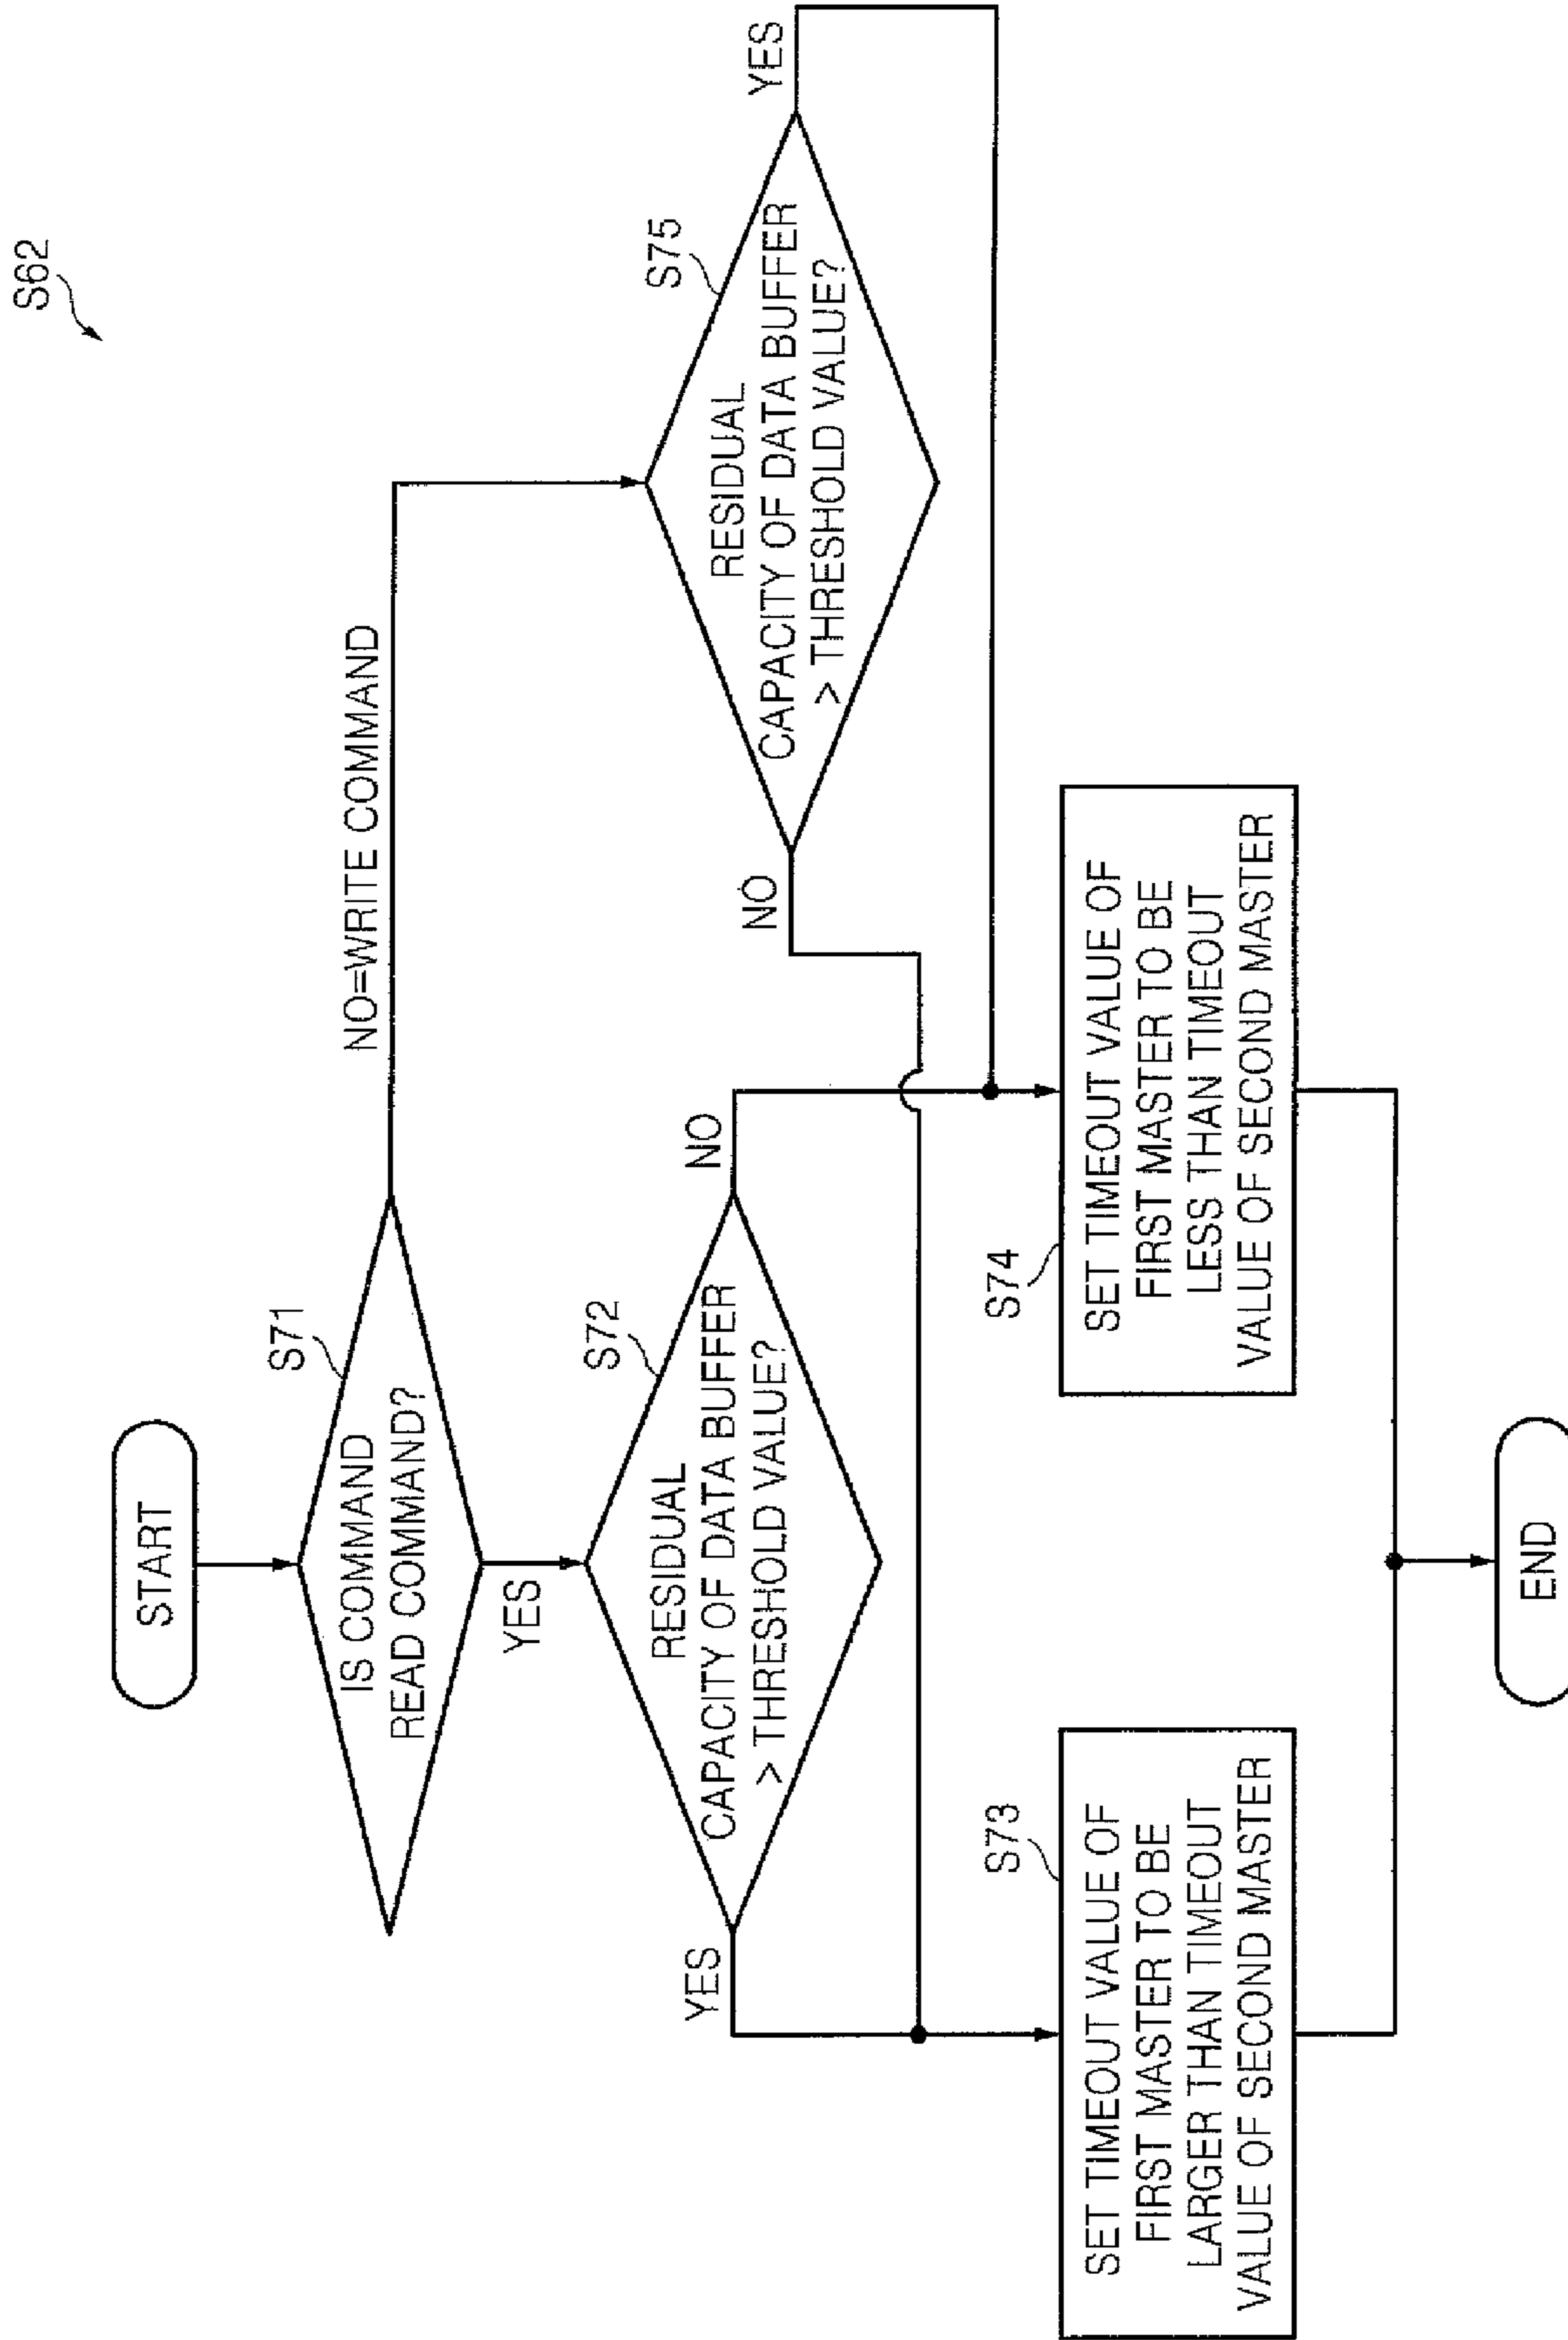 S62
START
S71
IS COMMAND
READ COMMAND?
NO=WRITE COMMAND
YES
S72
RESIDUAL
CAPACITY OF DATA BUFFER
> THRESHOLD VALUE?
YES
NO
S75
RESIDUAL
CAPACITY OF DATA BUFFER
> THRESHOLD VALUE?
NO
YES
S73
SET TIMEOUT VALUE OF
FIRST MASTER TO BE
LARGER THAN TIMEOUT
VALUE OF SECOND MASTER
S74
SET TIMEOUT VALUE OF
FIRST MASTER TO BE
LESS THAN TIMEOUT
VALUE OF SECOND MASTER
END